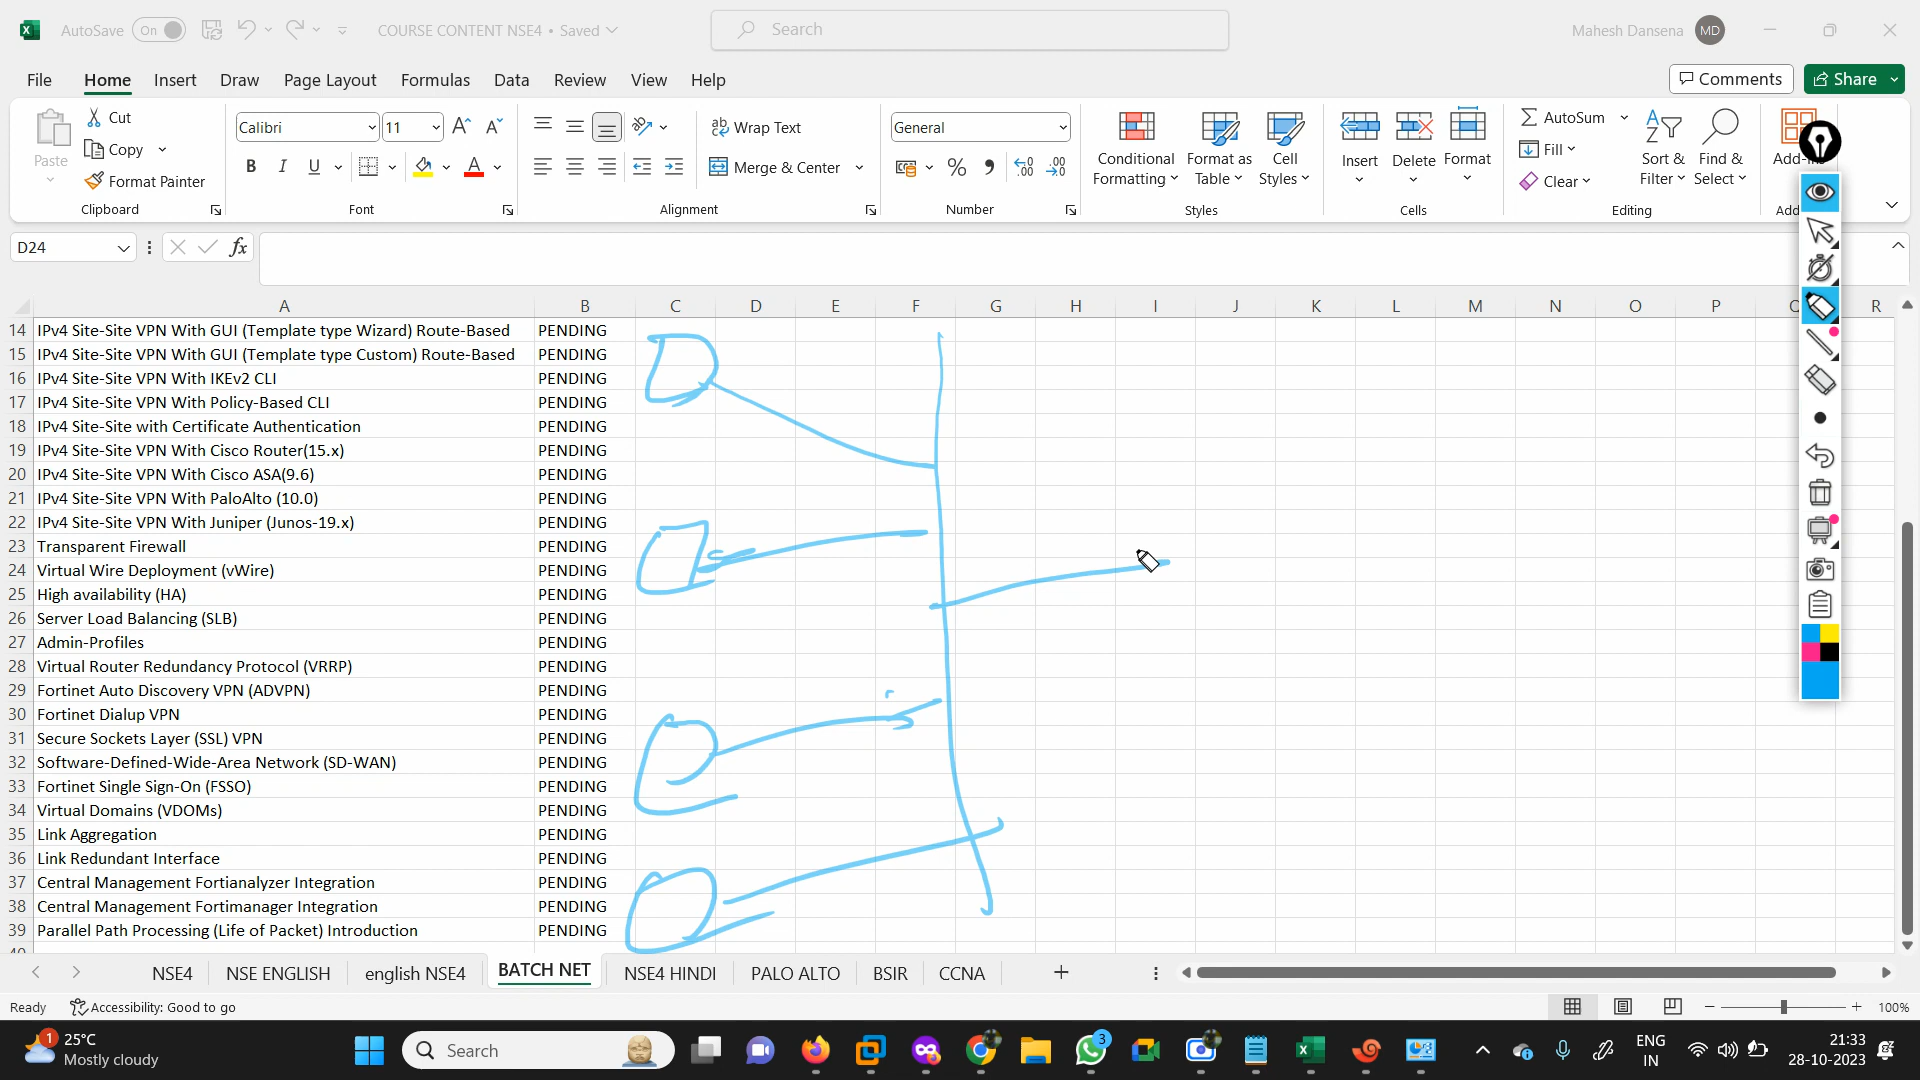 AutoSave On COURSE CONTENT NSE4 • Saved Search Mahesh Dansena MD
File Home Insert Draw Page Layout Formulas Data Review View Help Comments Share
Paste Cut Copy Format Painter Clipboard
Calibri 11 B I U A Font
Wrap Text Merge & Center Alignment
General % Number
Conditional Formatting Format as Table Cell Styles Styles
Insert Delete Format Cells
AutoSum Fill Clear Sort & Filter Find & Select Editing
D24 fx
A B C D E F G H I J K L M N O P Q R
14 IPv4 Site-Site VPN With GUI (Template type Wizard) Route-Based PENDING
15 IPv4 Site-Site VPN With GUI (Template type Custom) Route-Based PENDING
16 IPv4 Site-Site VPN With IKEv2 CLI PENDING
17 IPv4 Site-Site VPN With Policy-Based CLI PENDING
18 IPv4 Site-Site with Certificate Authentication PENDING
19 IPv4 Site-Site VPN With Cisco Router(15.x) PENDING
20 IPv4 Site-Site VPN With Cisco ASA(9.6) PENDING
21 IPv4 Site-Site VPN With PaloAlto (10.0) PENDING
22 IPv4 Site-Site VPN With Juniper (Junos-19.x) PENDING
23 Transparent Firewall PENDING
24 Virtual Wire Deployment (vWire) PENDING
25 High availability (HA) PENDING
26 Server Load Balancing (SLB) PENDING
27 Admin-Profiles PENDING
28 Virtual Router Redundancy Protocol (VRRP) PENDING
29 Fortinet Auto Discovery VPN (ADVPN) PENDING
30 Fortinet Dialup VPN PENDING
31 Secure Sockets Layer (SSL) VPN PENDING
32 Software-Defined-Wide-Area Network (SD-WAN) PENDING
33 Fortinet Single Sign-On (FSSO) PENDING
34 Virtual Domains (VDOMs) PENDING
35 Link Aggregation PENDING
36 Link Redundant Interface PENDING
37 Central Management Fortianalyzer Integration PENDING
38 Central Management Fortimanager Integration PENDING
39 Parallel Path Processing (Life of Packet) Introduction PENDING
NSE4 NSE ENGLISH english NSE4 BATCH NET NSE4 HINDI PALO ALTO BSIR CCNA
Ready Accessibility: Good to go 100%
1 25°C Mostly cloudy Search 3 ENG IN 21:33 28-10-2023